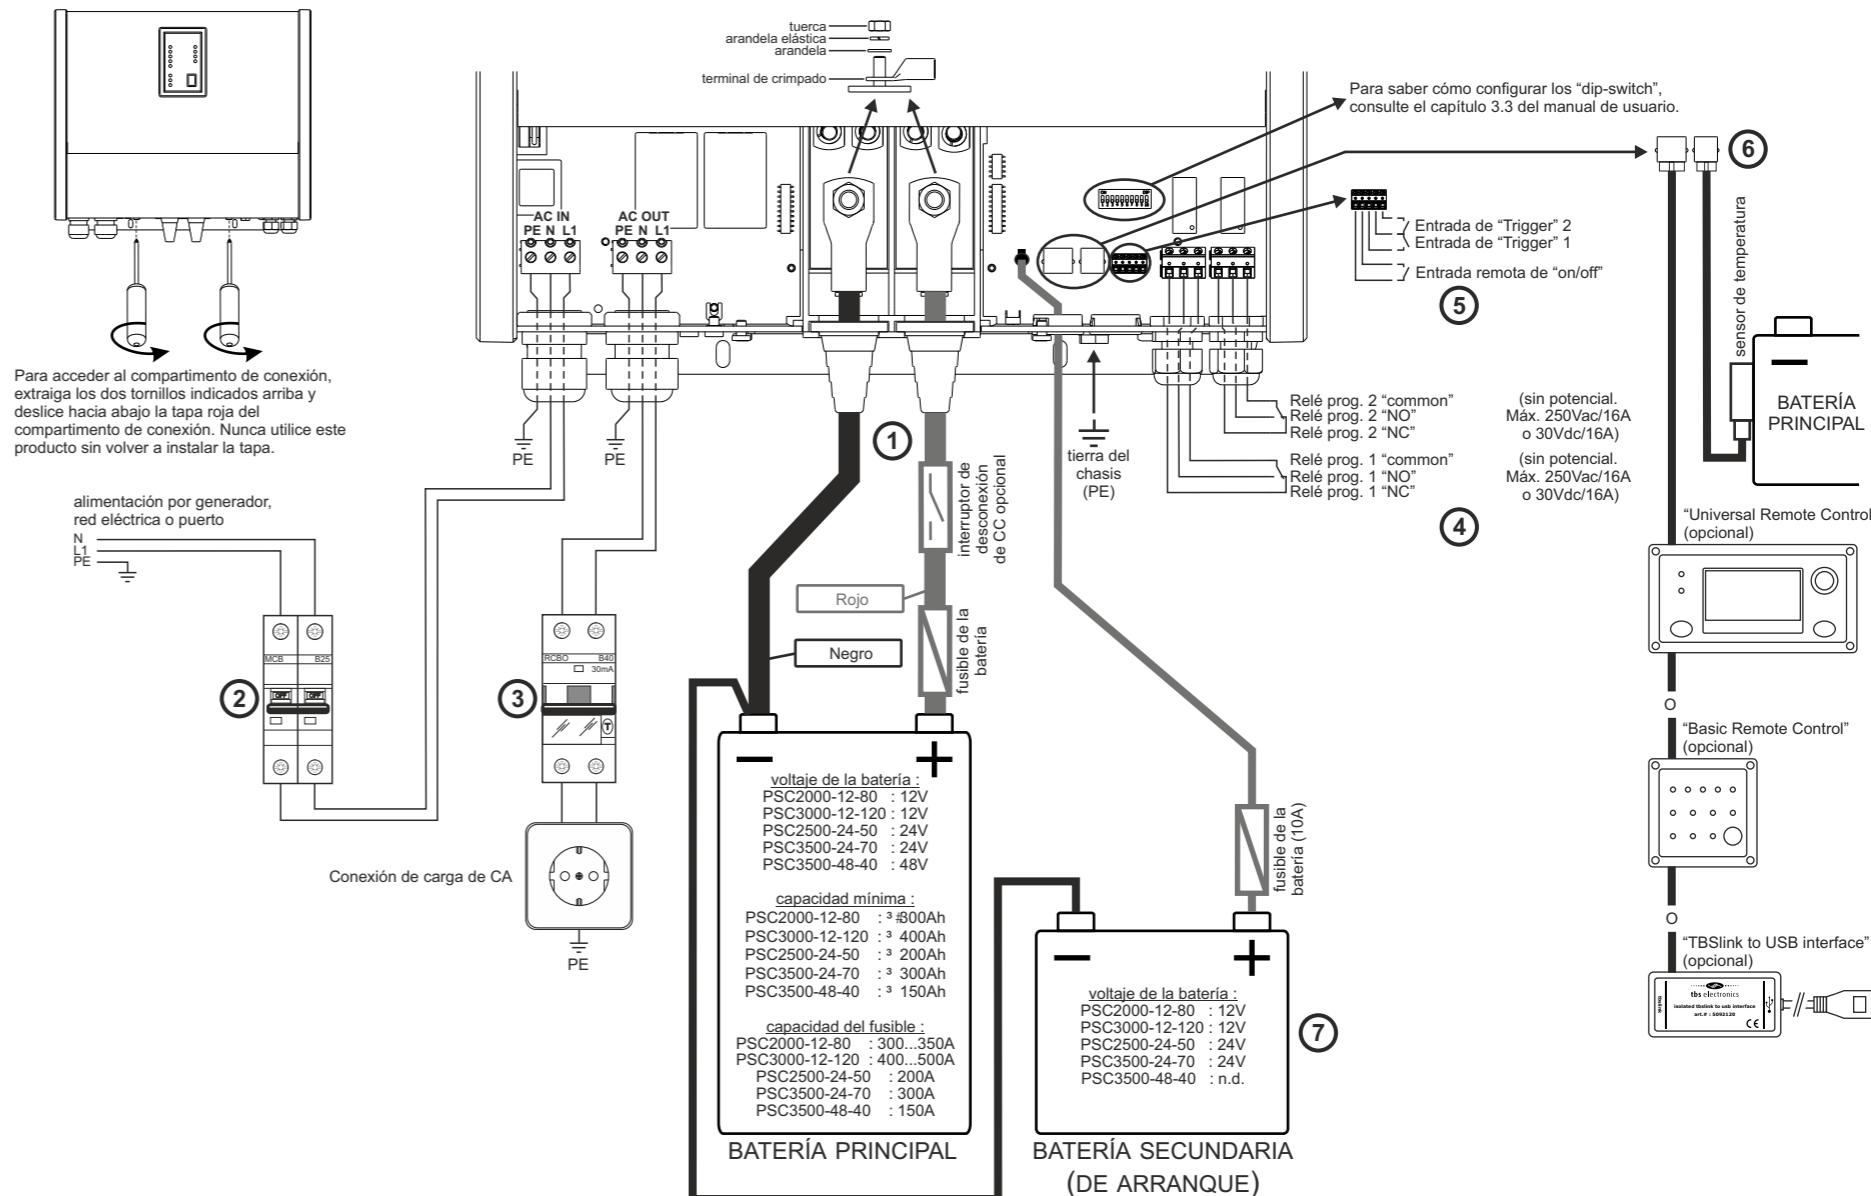 tuerca
arandela elástica
arandela
terminal de crimpado
Para saber cómo configurar los “dip-switch”,
consulte el capítulo 3.3 del manual de usuario.
6
AC IN
PE N L1
AC OUT
PE N L1
Entrada de “Trigger” 2
Entrada de “Trigger” 1
Entrada remota de “on/off”
5
sensor de temperatura
BATERÍA
PRINCIPAL
Para acceder al compartimento de conexión,
extraiga los dos tornillos indicados arriba y
deslice hacia abajo la tapa roja del
compartimento de conexión. Nunca utilice este
producto sin volver a instalar la tapa.
PE
PE
1
tierra del
chasis
(PE)
Relé prog. 2 “common”
Relé prog. 2 “NO”
Relé prog. 2 “NC”
(sin potencial.
Máx. 250Vac/16A
o 30Vdc/16A)
Relé prog. 1 “common”
Relé prog. 1 “NO”
Relé prog. 1 “NC”
(sin potencial.
Máx. 250Vac/16A
o 30Vdc/16A)
4
alimentación por generador,
red eléctrica o puerto
N
L1
PE
interruptor de
desconexión
de CC opcional
“Universal Remote Control
(opcional)
Rojo
Negro
fusible de la
batería
MCB B25
OFF OFF
2
RCBO B40
30mA
T
3
O
“Basic Remote Control”
(opcional)
O
“TBSlink to USB interface”
(opcional)
tbslink
tbs electronics
isolated tbslink to usb interface
art.# : 5092120
CE
Conexión de carga de CA
PE
voltaje de la batería :
PSC2000-12-80 : 12V
PSC3000-12-120 : 12V
PSC2500-24-50 : 24V
PSC3500-24-70 : 24V
PSC3500-48-40 : 48V
capacidad mínima :
PSC2000-12-80 : ³ #300Ah
PSC3000-12-120 : ³ 400Ah
PSC2500-24-50 : ³ 200Ah
PSC3500-24-70 : ³ 300Ah
PSC3500-48-40 : ³ 150Ah
capacidad del fusible :
PSC2000-12-80 : 300...350A
PSC3000-12-120 : 400...500A
PSC2500-24-50 : 200A
PSC3500-24-70 : 300A
PSC3500-48-40 : 150A
BATERÍA PRINCIPAL
fusible de la
batería (10A)
voltaje de la batería :
PSC2000-12-80 : 12V
PSC3000-12-120 : 12V
PSC2500-24-50 : 24V
PSC3500-24-70 : 24V
PSC3500-48-40 : n.d.
7
BATERÍA SECUNDARIA
(DE ARRANQUE)